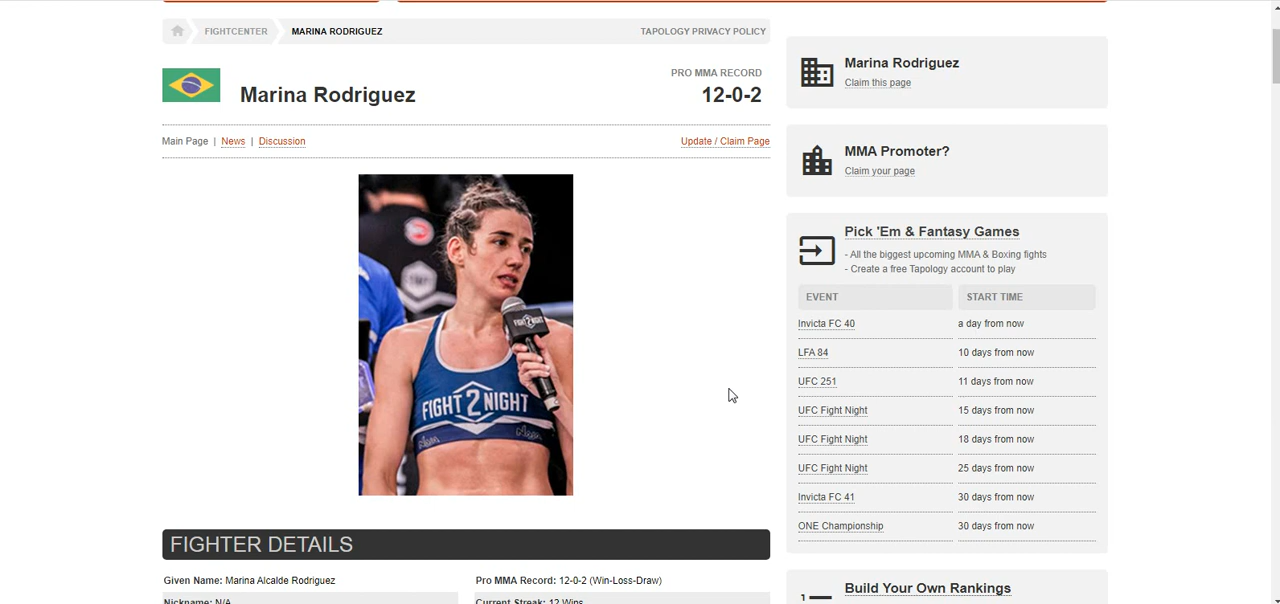 FIGHTCENTER
MARINA RODRIGUEZ
TAPOLOGY PRIVACY POLICY
Marina Rodriguez
PRO MMA RECORD
12-0-2
Main Page | News | Discussion
Update / Claim Page
FIGHT2NIGHT
FIGHT2NIGHT
FIGHTER DETAILS
Given Name: Marina Alcalde Rodriguez
Pro MMA Record: 12-0-2 (Win-Loss-Draw)
Nickname: N/A
Current Streak: 12 Wins
Marina Rodriguez
Claim this page
MMA Promoter?
Claim your page
Pick 'Em & Fantasy Games
- All the biggest upcoming MMA & Boxing fights
- Create a free Tapology account to play
EVENT START TIME
Invicta FC 40 a day from now
LFA 84 10 days from now
UFC 251 11 days from now
UFC Fight Night 15 days from now
UFC Fight Night 18 days from now
UFC Fight Night 25 days from now
Invicta FC 41 30 days from now
ONE Championship 30 days from now
1
Build Your Own Rankings